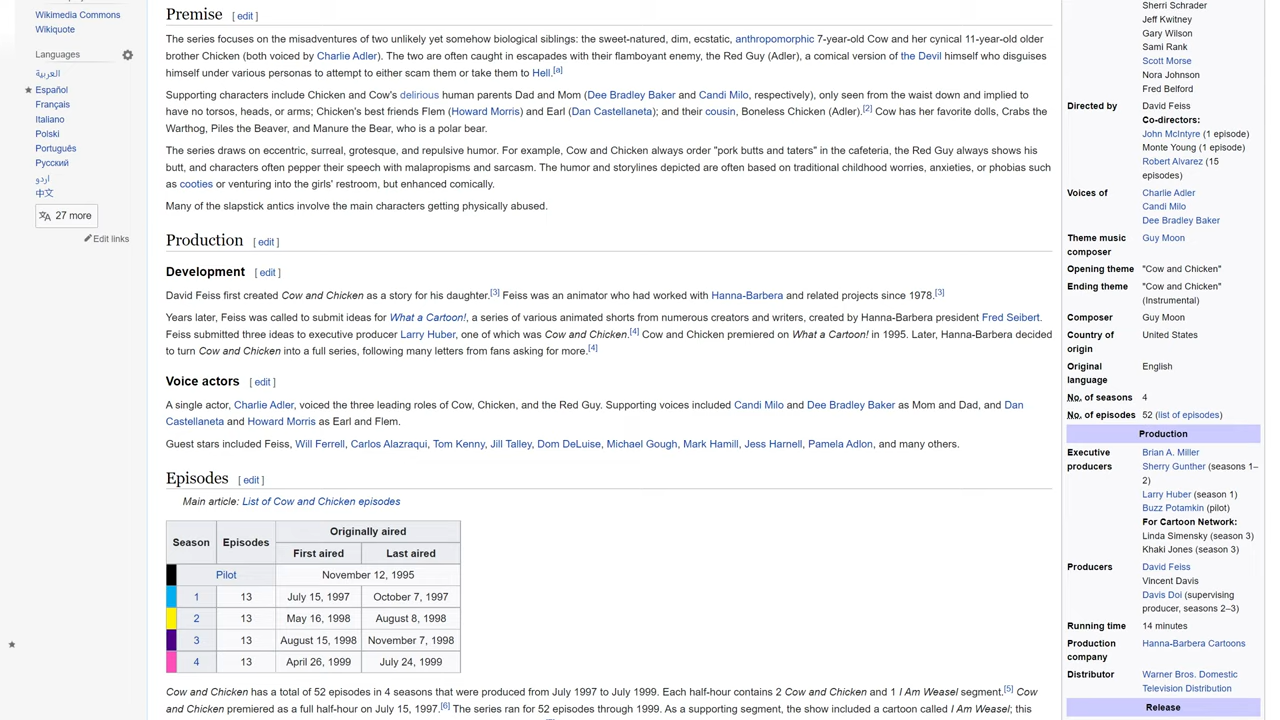 Wikimedia Commons
Wikiquote
Languages
العربية
Español
Français
Italiano
Polski
Português
Русский
اردو
中文
27 more
Edit links
Premise [ edit ]
The series focuses on the misadventures of two unlikely yet somehow biological siblings: the sweet-natured, dim, ecstatic, anthropomorphic 7-year-old Cow and her cynical 11-year-old older
brother Chicken (both voiced by Charlie Adler). The two are often caught in escapades with their flamboyant enemy, the Red Guy (Adler), a comical version of the Devil himself who disguises
himself under various personas to attempt to either scam them or take them to Hell.[a]
Supporting characters include Chicken and Cow's delirious human parents Dad and Mom (Dee Bradley Baker and Candi Milo, respectively), only seen from the waist down and implied to
have no torsos, heads, or arms; Chicken's best friends Flem (Howard Morris) and Earl (Dan Castellaneta); and their cousin, Boneless Chicken (Adler).[2] Cow has her favorite dolls, Crabs the
Warthog, Piles the Beaver, and Manure the Bear, who is a polar bear.
The series draws on eccentric, surreal, grotesque, and repulsive humor. For example, Cow and Chicken always order "pork butts and taters" in the cafeteria, the Red Guy always shows his
butt, and characters often pepper their speech with malapropisms and sarcasm. The humor and storylines depicted are often based on traditional childhood worries, anxieties, or phobias such
as cooties or venturing into the girls' restroom, but enhanced comically.
Many of the slapstick antics involve the main characters getting physically abused.
Production [ edit ]
Development [ edit ]
David Feiss first created Cow and Chicken as a story for his daughter.[3] Feiss was an animator who had worked with Hanna-Barbera and related projects since 1978.[3]
Years later, Feiss was called to submit ideas for What a Cartoon!, a series of various animated shorts from numerous creators and writers, created by Hanna-Barbera president Fred Seibert.
Feiss submitted three ideas to executive producer Larry Huber, one of which was Cow and Chicken.[4] Cow and Chicken premiered on What a Cartoon! in 1995. Later, Hanna-Barbera decided
to turn Cow and Chicken into a full series, following many letters from fans asking for more.[4]
Voice actors [ edit ]
A single actor, Charlie Adler, voiced the three leading roles of Cow, Chicken, and the Red Guy. Supporting voices included Candi Milo and Dee Bradley Baker as Mom and Dad, and Dan
Castellaneta and Howard Morris as Earl and Flem.
Guest stars included Feiss, Will Ferrell, Carlos Alazraqui, Tom Kenny, Jill Talley, Dom DeLuise, Michael Gough, Mark Hamill, Jess Harnell, Pamela Adlon, and many others.
Episodes [ edit ]
Main article: List of Cow and Chicken episodes
Season Episodes Originally aired
First aired Last aired
Pilot November 12, 1995
1 13 July 15, 1997 October 7, 1997
2 13 May 16, 1998 August 8, 1998
3 13 August 15, 1998 November 7, 1998
4 13 April 26, 1999 July 24, 1999
Cow and Chicken has a total of 52 episodes in 4 seasons that were produced from July 1997 to July 1999. Each half-hour contains 2 Cow and Chicken and 1 I Am Weasel segment.[5] Cow
and Chicken premiered as a full half-hour on July 15, 1997.[6] The series ran for 52 episodes through 1999. As a supporting segment, the show included a cartoon called I Am Weasel; this
Sherri Schrader
Jeff Kwitney
Gary Wilson
Sami Rank
Scott Morse
Nora Johnson
Fred Belford
Directed by David Feiss
Co-directors:
John McIntyre (1 episode)
Monte Young (1 episode)
Robert Alvarez (15
episodes)
Voices of Charlie Adler
Candi Milo
Dee Bradley Baker
Theme music Guy Moon
composer
Opening theme "Cow and Chicken"
Ending theme "Cow and Chicken"
(Instrumental)
Composer Guy Moon
Country of United States
origin
Original English
language
No. of seasons 4
No. of episodes 52 (list of episodes)
Production
Executive Brian A. Miller
producers Sherry Gunther (seasons 1–
2)
Larry Huber (season 1)
Buzz Potamkin (pilot)
For Cartoon Network:
Linda Simensky (season 3)
Khaki Jones (season 3)
Producers David Feiss
Vincent Davis
Davis Doi (supervising
producer, seasons 2–3)
Running time 14 minutes
Production Hanna-Barbera Cartoons
company
Distributor Warner Bros. Domestic
Television Distribution
Release